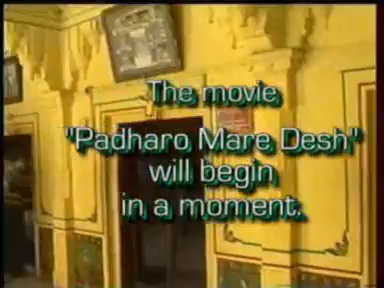 The movie
"Padharo Mare Desh"
will begin
in a moment.